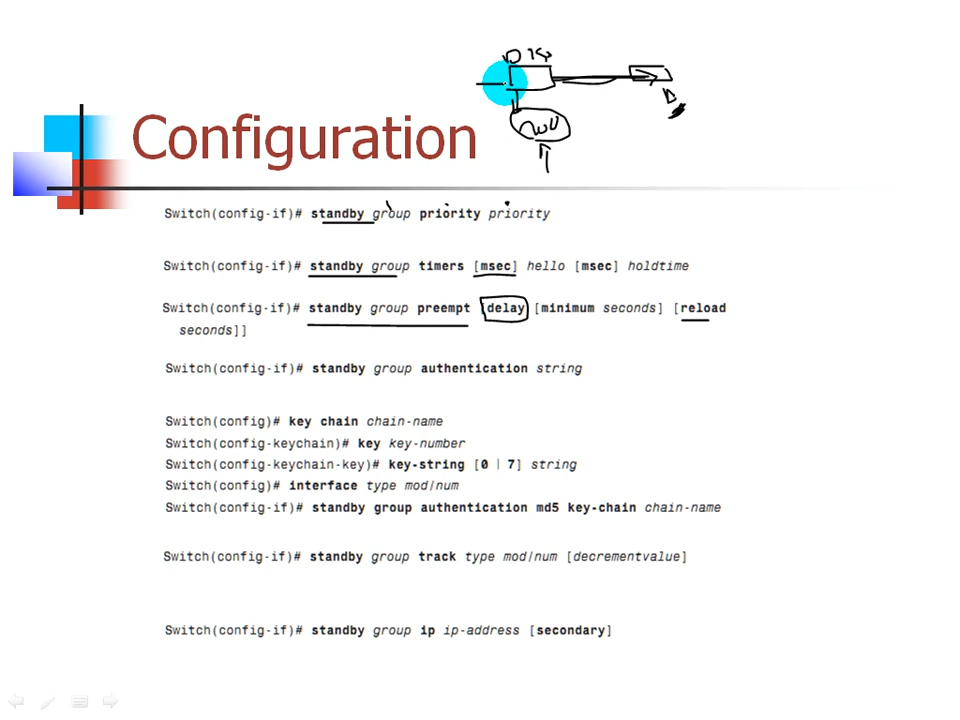 Configuration
Switch(config-if)# standby group priority priority
Switch(config-if)# standby group timers [msec] hello [msec] holdtime
Switch(config-if)# standby group preempt [delay] [minimum seconds] [reload
seconds]]
Switch(config-if)# standby group authentication string
Switch(config)# key chain chain-name
Switch(config-keychain)# key key-number
Switch(config-keychain-key)# key-string [0 | 7] string
Switch(config)# interface type mod/num
Switch(config-if)# standby group authentication md5 key-chain chain-name
Switch(config-if)# standby group track type mod/num [decrementvalue]
Switch(config-if)# standby group ip ip-address [secondary]